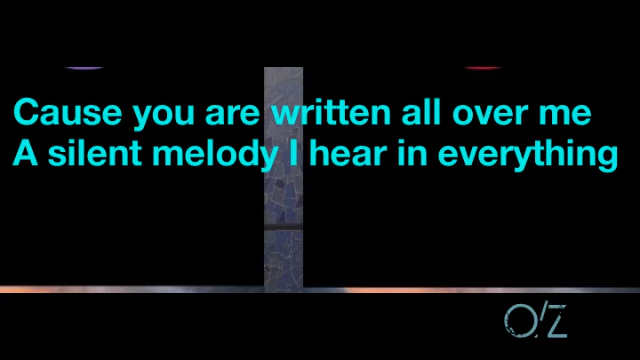 Cause you are written all over me
A silent melody I hear in everything
O/Z